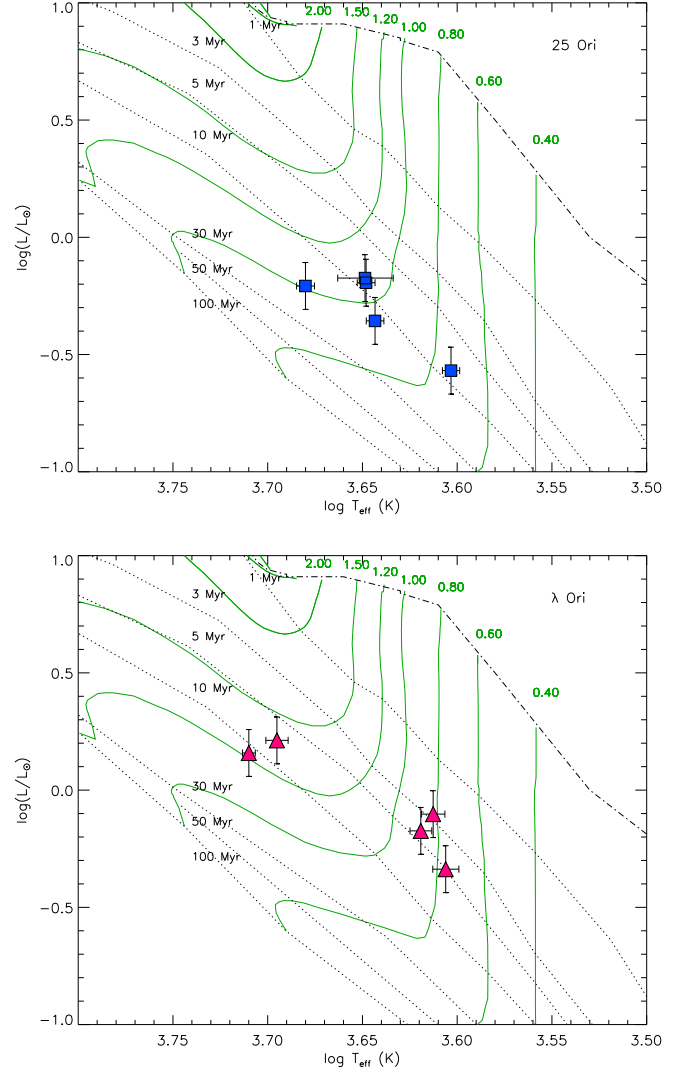 1.0
0.5
0.0
−0.5
−1.0
log(L/L☉)
2.00
1.50
1.20
1.00
0.80
0.60
0.40
25 Ori
1 Myr
3 Myr
5 Myr
10 Myr
30 Myr
50 Myr
100 Myr
3.75
3.70
3.65
3.60
3.55
3.50
log Teff (K)
1.0
0.5
0.0
−0.5
−1.0
log(L/L☉)
2.00
1.50
1.20
1.00
0.80
0.60
0.40
λ Ori
1 Myr
3 Myr
5 Myr
10 Myr
30 Myr
50 Myr
100 Myr
3.75
3.70
3.65
3.60
3.55
3.50
log Teff (K)